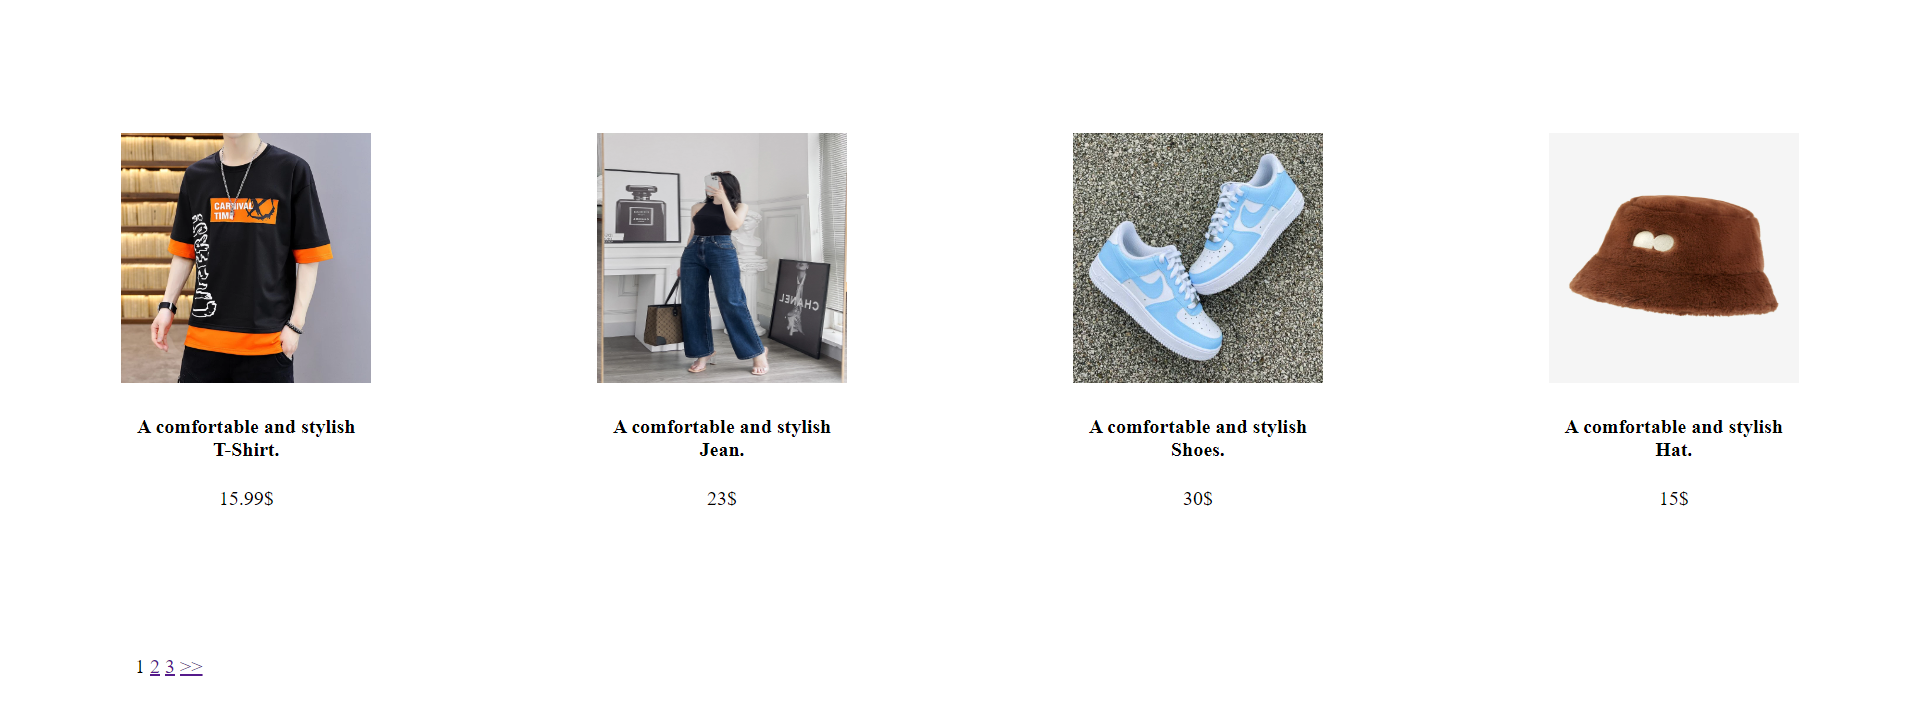 CARNIVAL
TIME
CHANEL
A comfortable and stylish
T-Shirt.
A comfortable and stylish
Jean.
A comfortable and stylish
Shoes.
A comfortable and stylish
Hat.
15.99$
23$
30$
15$
1 2 3 >>